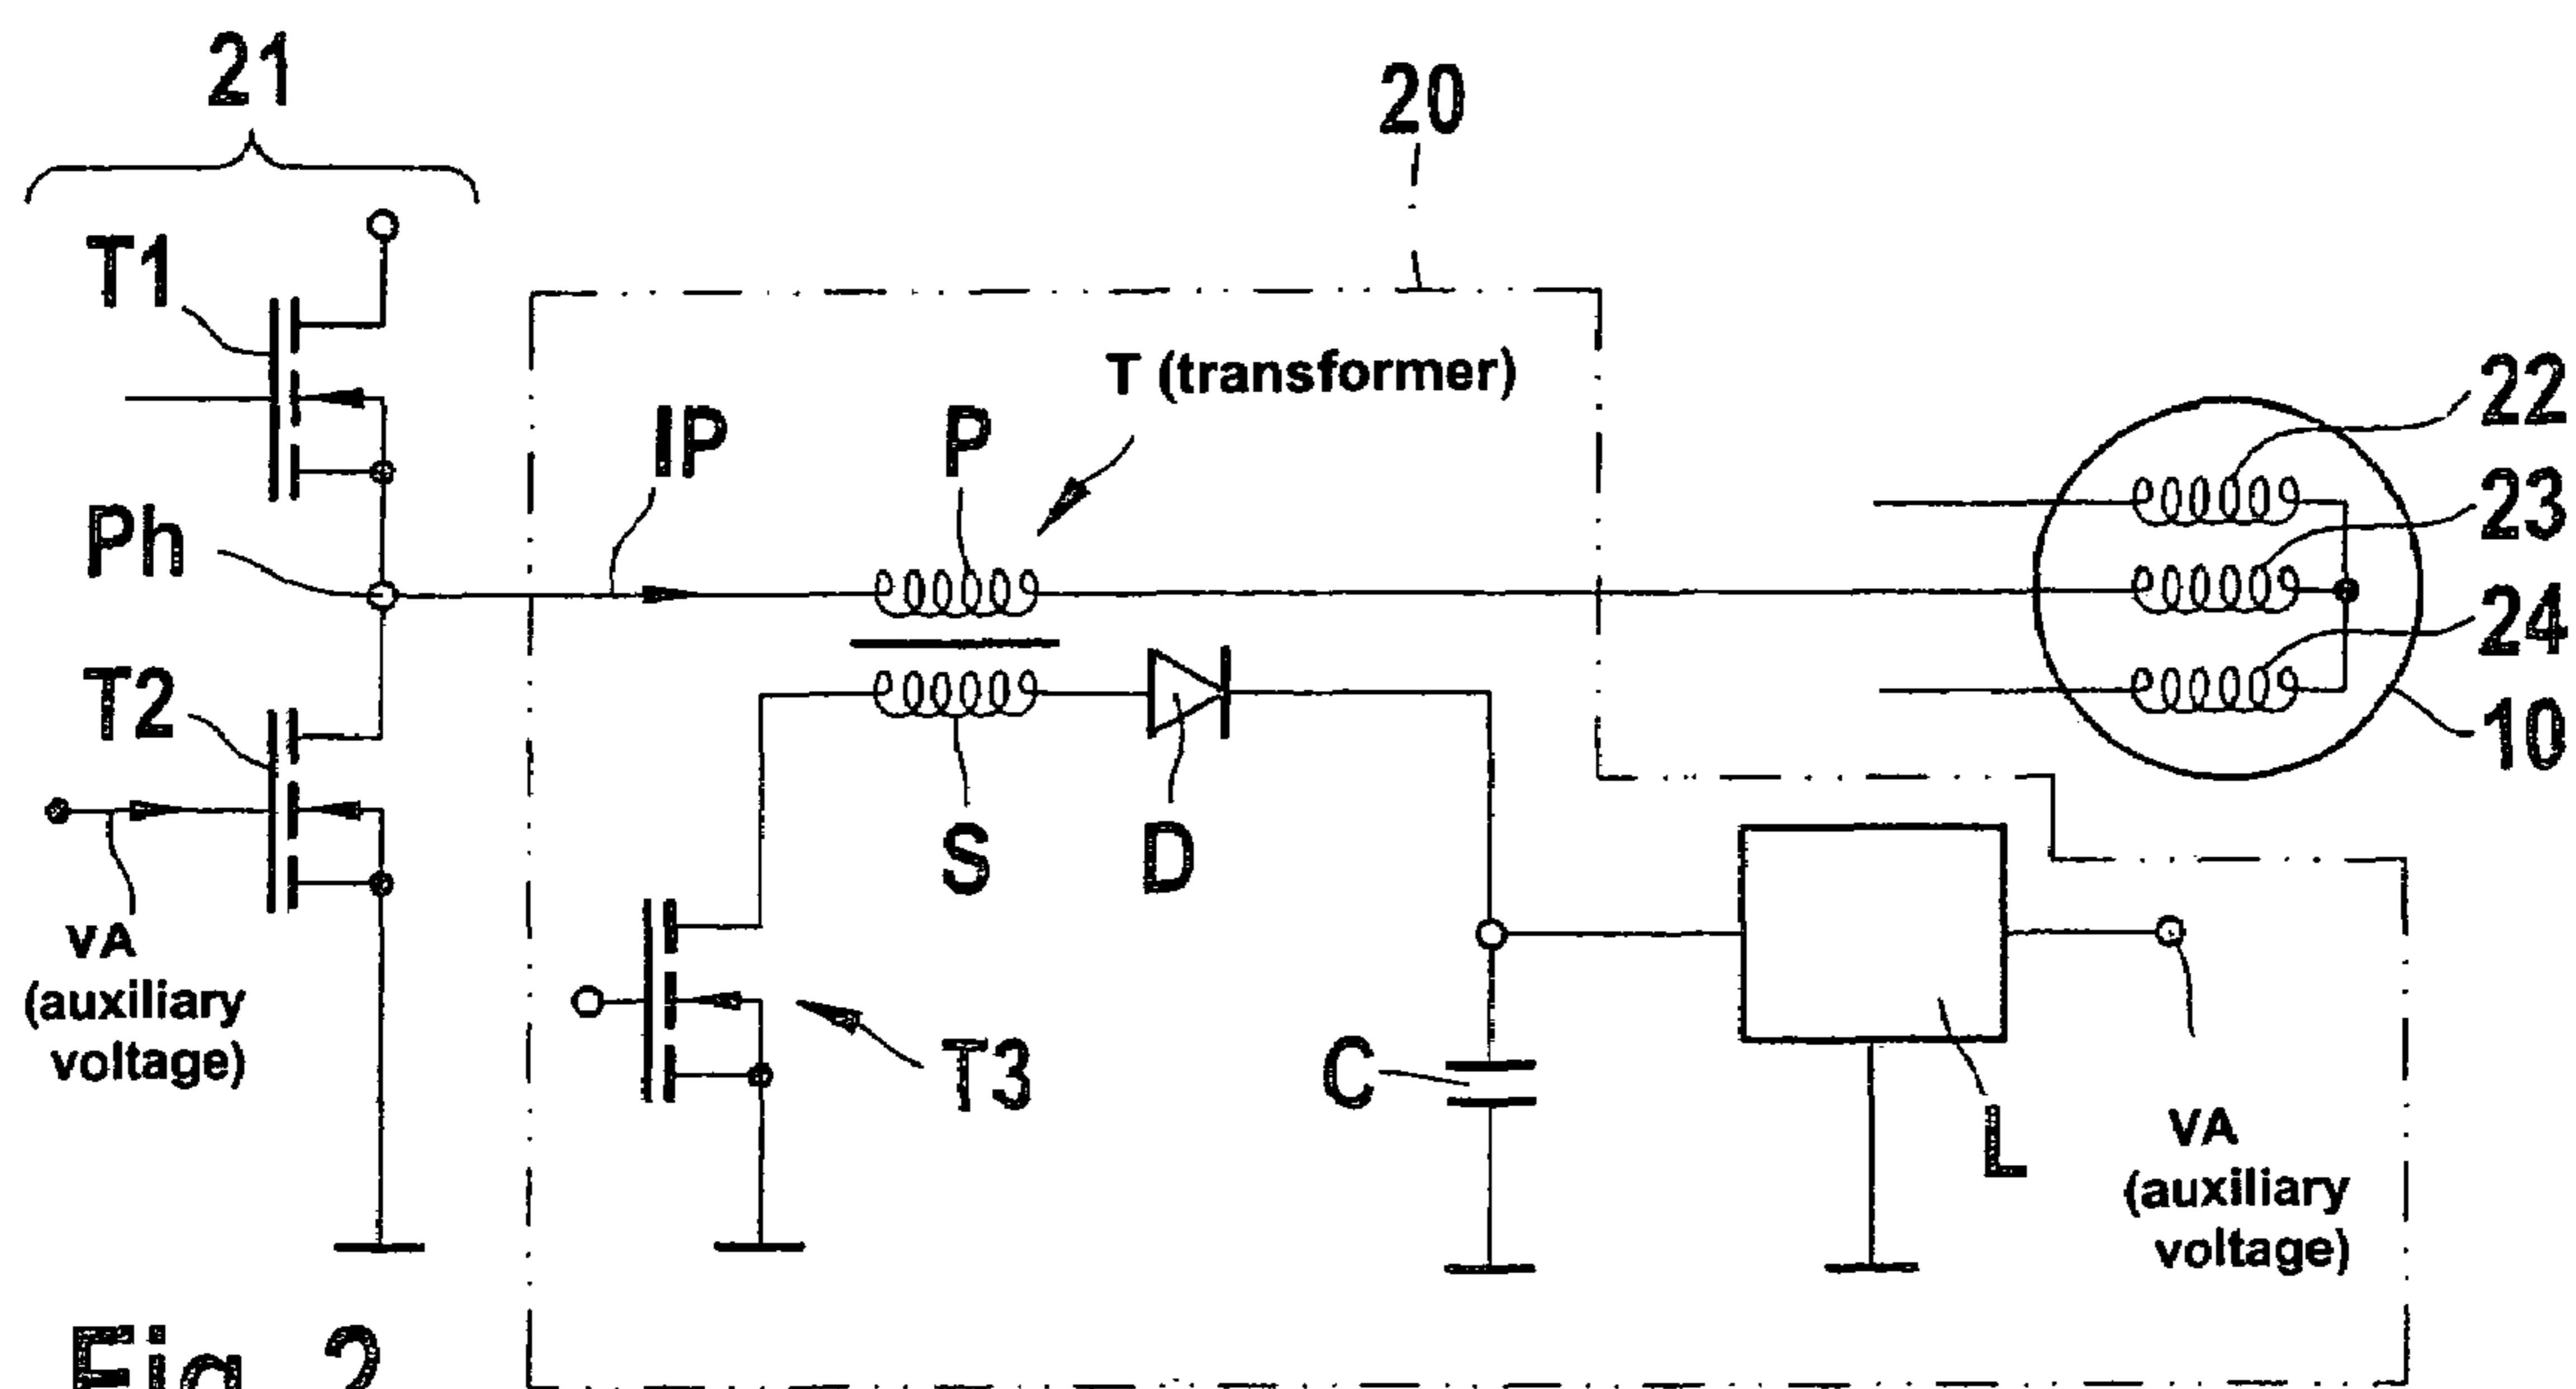 21
20
T1
T (transformer)
22
IP
P
23
Ph
24
T2
10
S
D
VA
(auxiliary
voltage)
T3
C
L
VA
(auxiliary
voltage)
Fig. 2